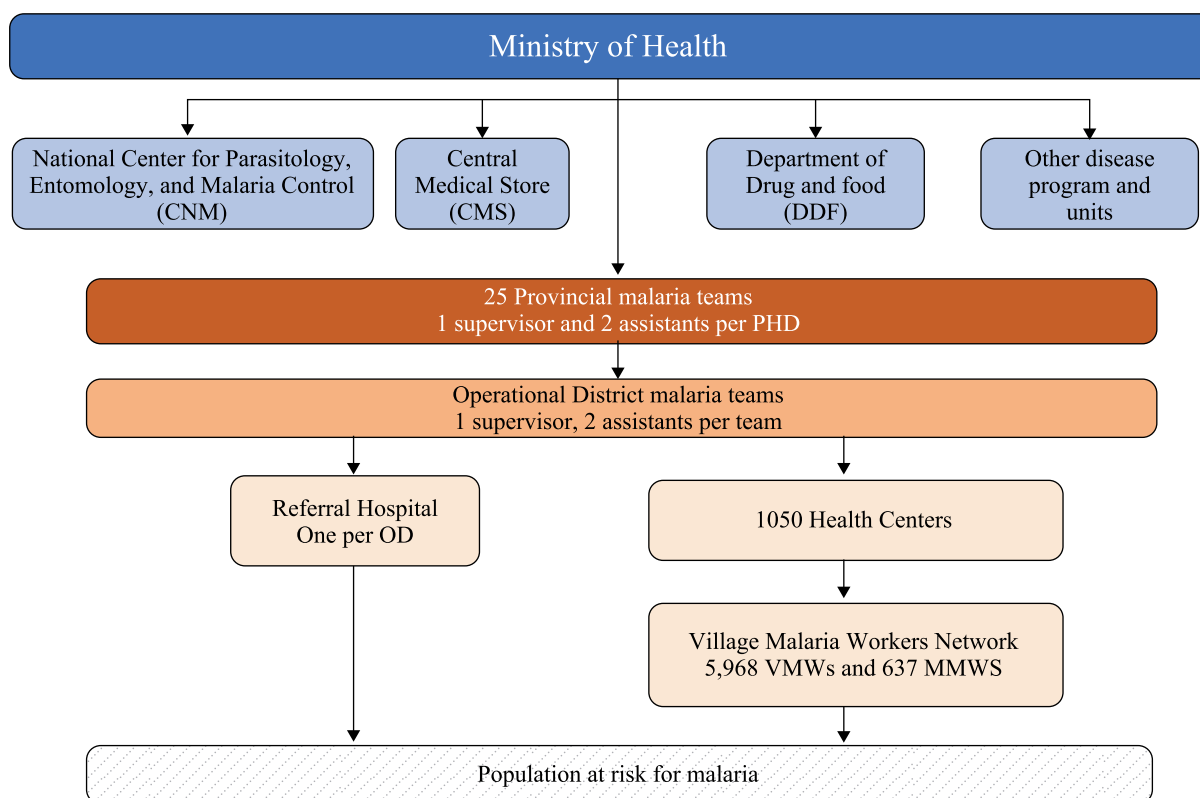 Ministry of Health
National Center for Parasitology,
Entomology, and Malaria Control
(CNM)
Central
Medical Store
(CMS)
Department of
Drug and food
(DDF)
Other disease
program and
units
25 Provincial malaria teams
1 supervisor and 2 assistants per PHD
Operational District malaria teams
1 supervisor, 2 assistants per team
Referral Hospital
One per OD
1050 Health Centers
Village Malaria Workers Network
5,968 VMWs and 637 MMWS
Population at risk for malaria